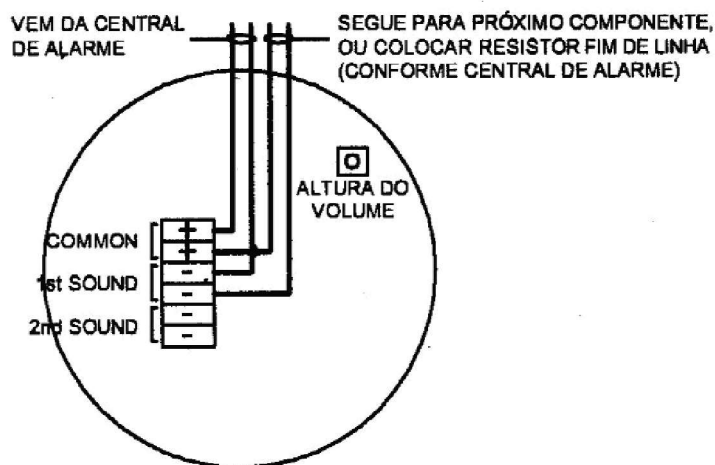 VEM DA CENTRAL
DE ALARME
SEGUE PARA PRÓXIMO COMPONENTE,
OU COLOCAR RESISTOR FIM DE LINHA
(CONFORME CENTRAL DE ALARME)
ALTURA DO
VOLUME
COMMON
+
+
1st SOUND
-
-
2nd SOUND
-
-